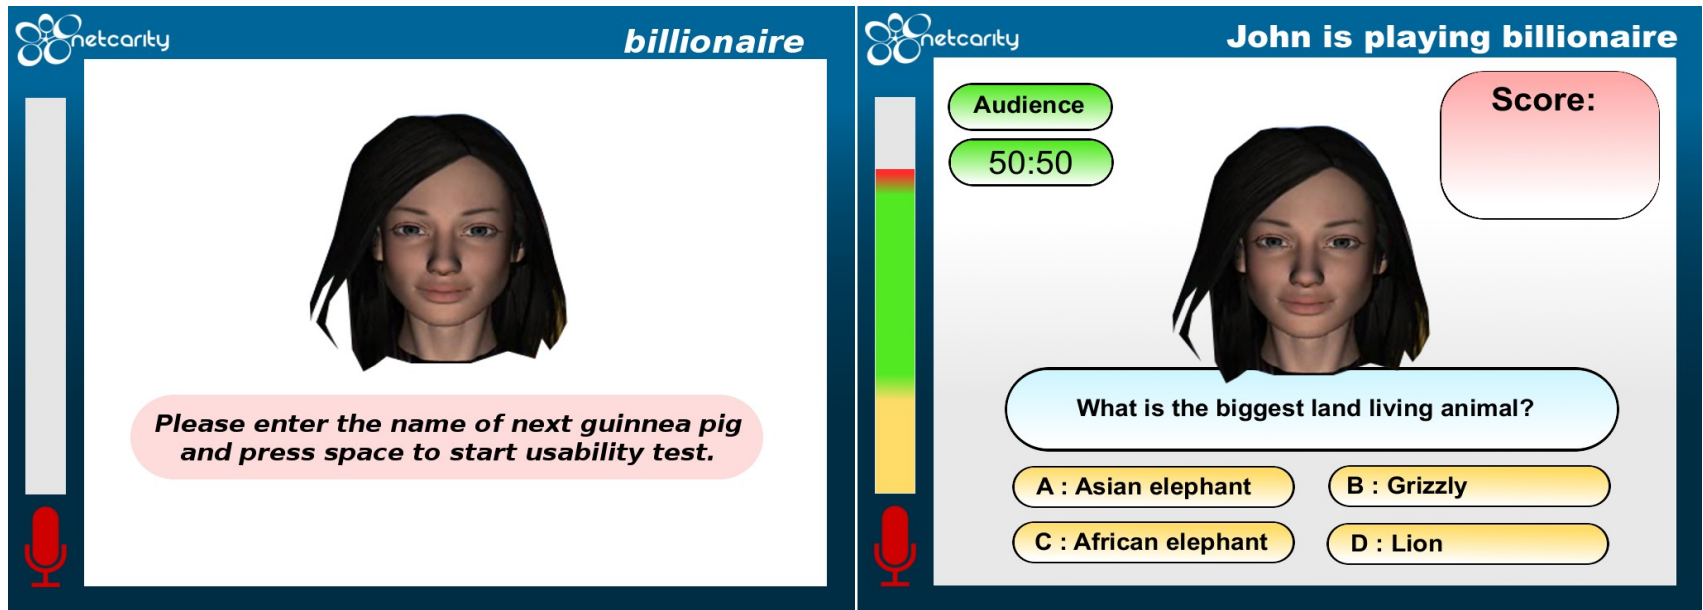 netcarity
billionaire
Please enter the name of next guinnea pig
and press space to start usability test.
netcarity
John is playing billionaire
Audience
50:50
Score:
What is the biggest land living animal?
A : Asian elephant
B : Grizzly
C : African elephant
D : Lion